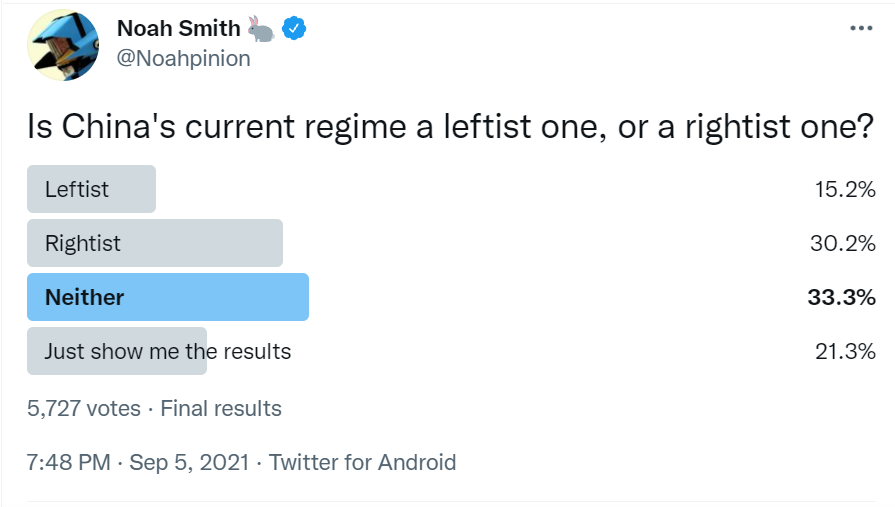 Noah Smith 🐇
@Noahpinion
Is China's current regime a leftist one, or a rightist one?
Leftist 15.2%
Rightist 30.2%
Neither 33.3%
Just show me the results 21.3%
5,727 votes · Final results
7:48 PM · Sep 5, 2021 · Twitter for Android